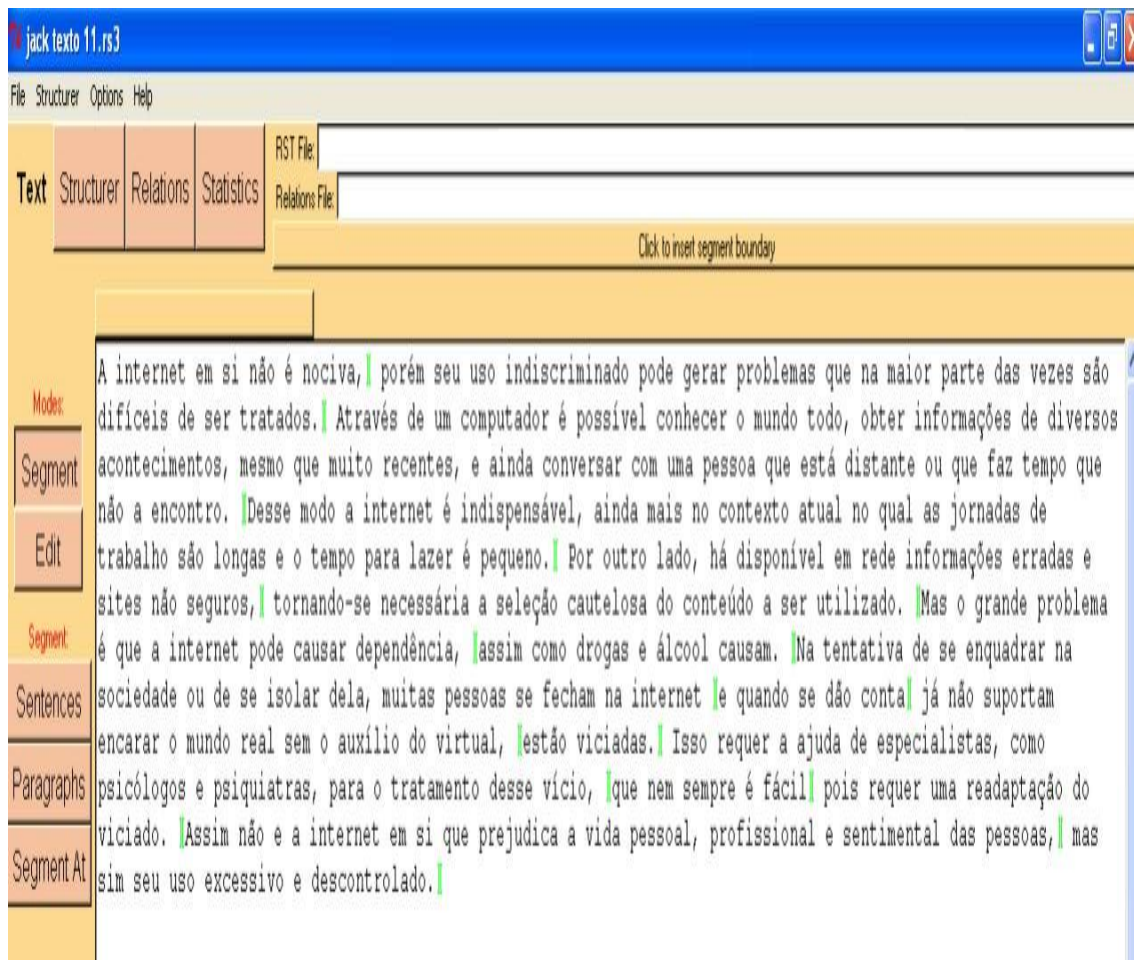 jack texto 11.rs3
File Structurer Options Help
Text Structurer Relations Statistics
RST File:
Relations File:
Click to insert segment boundary
Modes:
Segment
Edit
Segment:
Sentences
Paragraphs
Segment At
A internet em si não é nociva, porém seu uso indiscriminado pode gerar problemas que na maior parte das vezes são
difíceis de ser tratados. Através de um computador é possível conhecer o mundo todo, obter informações de diversos
acontecimentos, mesmo que muito recentes, e ainda conversar com uma pessoa que está distante ou que faz tempo que
não a encontro. Desse modo a internet é indispensável, ainda mais no contexto atual no qual as jornadas de
trabalho são longas e o tempo para lazer é pequeno. Por outro lado, há disponível em rede informações erradas e
sites não seguros, tornando-se necessária a seleção cautelosa do conteúdo a ser utilizado. Mas o grande problema
é que a internet pode causar dependência, assim como drogas e álcool causam. Na tentativa de se enquadrar na
sociedade ou de se isolar dela, muitas pessoas se fecham na internet e quando se dão conta já não suportam
encarar o mundo real sem o auxílio do virtual, estão viciadas. Isso requer a ajuda de especialistas, como
psicólogos e psiquiatras, para o tratamento desse vício, que nem sempre é fácil pois requer uma readaptação do
viciado. Assim não e a internet em si que prejudica a vida pessoal, profissional e sentimental das pessoas, mas
sim seu uso excessivo e descontrolado.